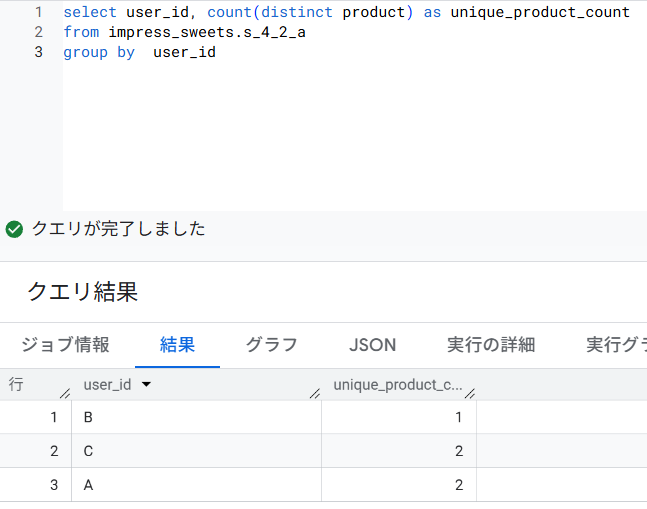 1 select user_id, count(distinct product) as unique_product_count
2 from impress_sweets.s_4_2_a
3 group by  user_id
クエリが完了しました
クエリ結果
ジョブ情報 結果 グラフ JSON 実行の詳細 実行グラ
行 user_id unique_product_c...
1 B 1
2 C 2
3 A 2